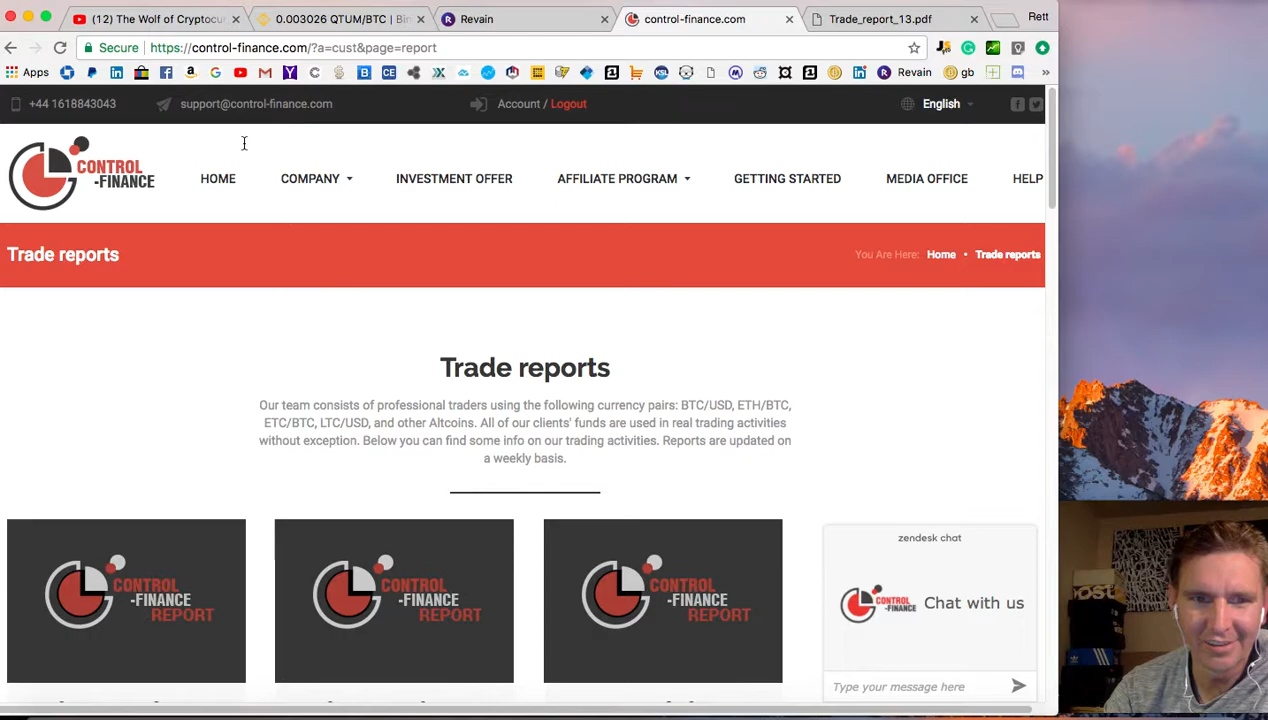 (12) The Wolf of Cryptocu
0.003026 QTUM/BTC | Bin
Revain
control-finance.com
Trade_report_13.pdf
Rett
Secure
https://control-finance.com/?a=cust&page=report
Apps
Revain
gb
+44 1618843043
support@control-finance.com
Account / Logout
English
CONTROL
-FINANCE
HOME
COMPANY
INVESTMENT OFFER
AFFILIATE PROGRAM
GETTING STARTED
MEDIA OFFICE
HELP
Trade reports
You Are Here: Home • Trade reports
Trade reports
Our team consists of professional traders using the following currency pairs: BTC/USD, ETH/BTC,
ETC/BTC, LTC/USD, and other Altcoins. All of our clients' funds are used in real trading activities
without exception. Below you can find some info on our trading activities. Reports are updated on
a weekly basis.
CONTROL
-FINANCE
REPORT
CONTROL
-FINANCE
REPORT
CONTROL
-FINANCE
REPORT
zendesk chat
CONTROL
-FINANCE
Chat with us
Type your message here